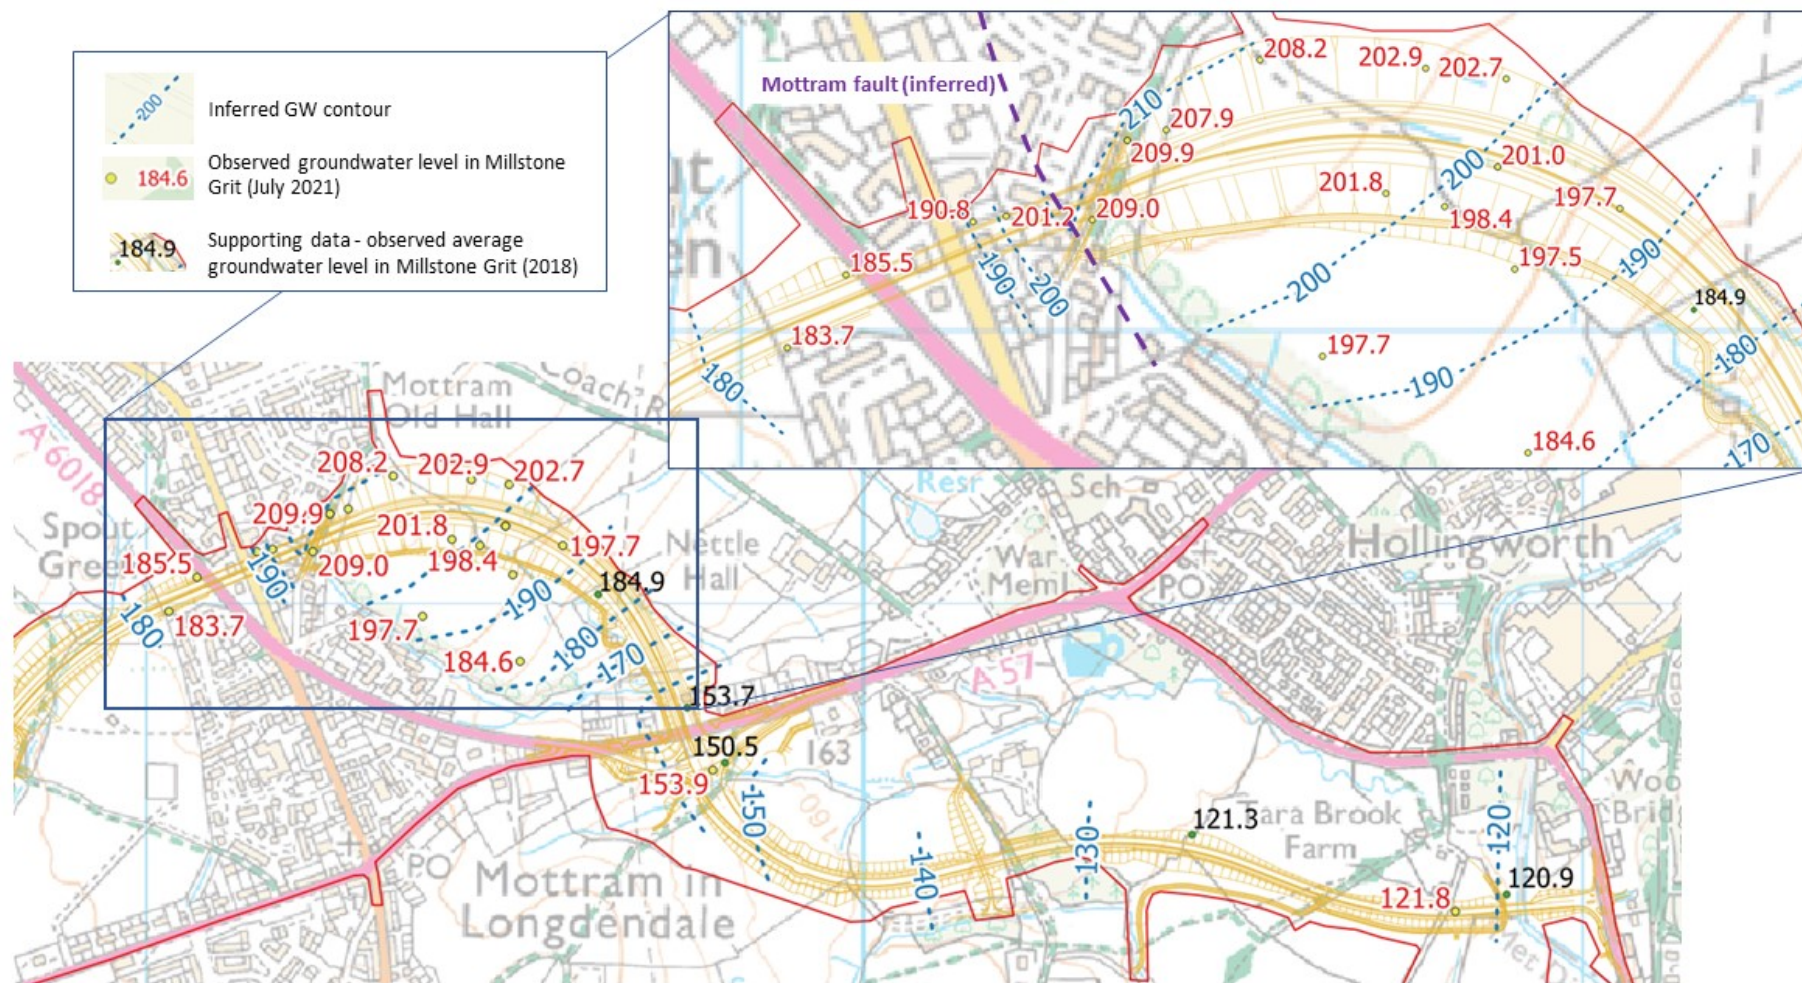 200
Inferred GW contour
184.6
Observed groundwater level in Millstone
Grit (July 2021)
184.9
Supporting data - observed average
groundwater level in Millstone Grit (2018)
Mottram fault (inferred)
208.2
202.9
202.7
210
207.9
209.9
201.0
200
201.8
197.7
190.8
201.2
209.0
198.4
197.5
190
185.5
190
200
200
184.9
183.7
197.7
180
180
190
184.6
170
Mottram
Old Hall
Coach
A 6018
208.2
202.9
202.7
Resr
Sch
209.9
201.8
Spout
Green
185.5
190
209.0
198.4
197.7
Nettle
Hall
War
Meml
PO
Hollingworth
184.9
190
180
183.7
197.7
184.6
180
170
A 57
153.7
150.5
163
153.9
150
140
130
121.3
Tara Brook
Farm
120
PO
Mottram in
Longdendale
121.8
120.9